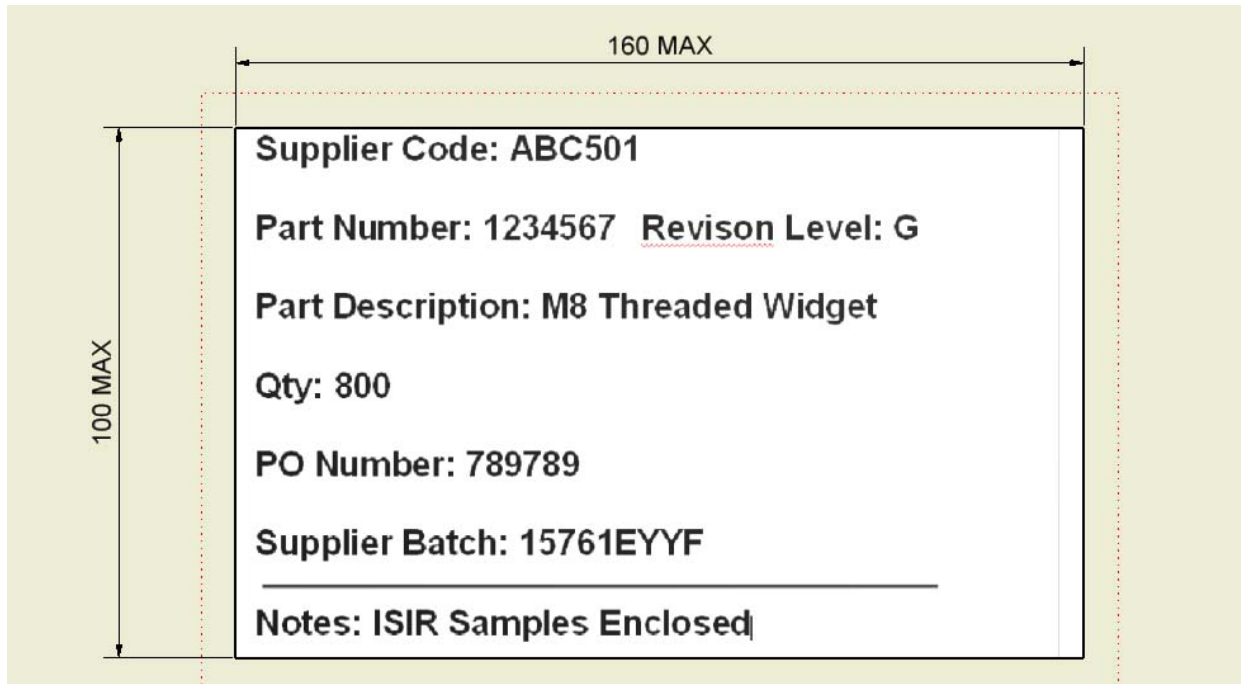 160 MAX
100 MAX
Supplier Code: ABC501
Part Number: 1234567 Revison Level: G
Part Description: M8 Threaded Widget
Qty: 800
PO Number: 789789
Supplier Batch: 15761EYYF
Notes: ISIR Samples Enclosed